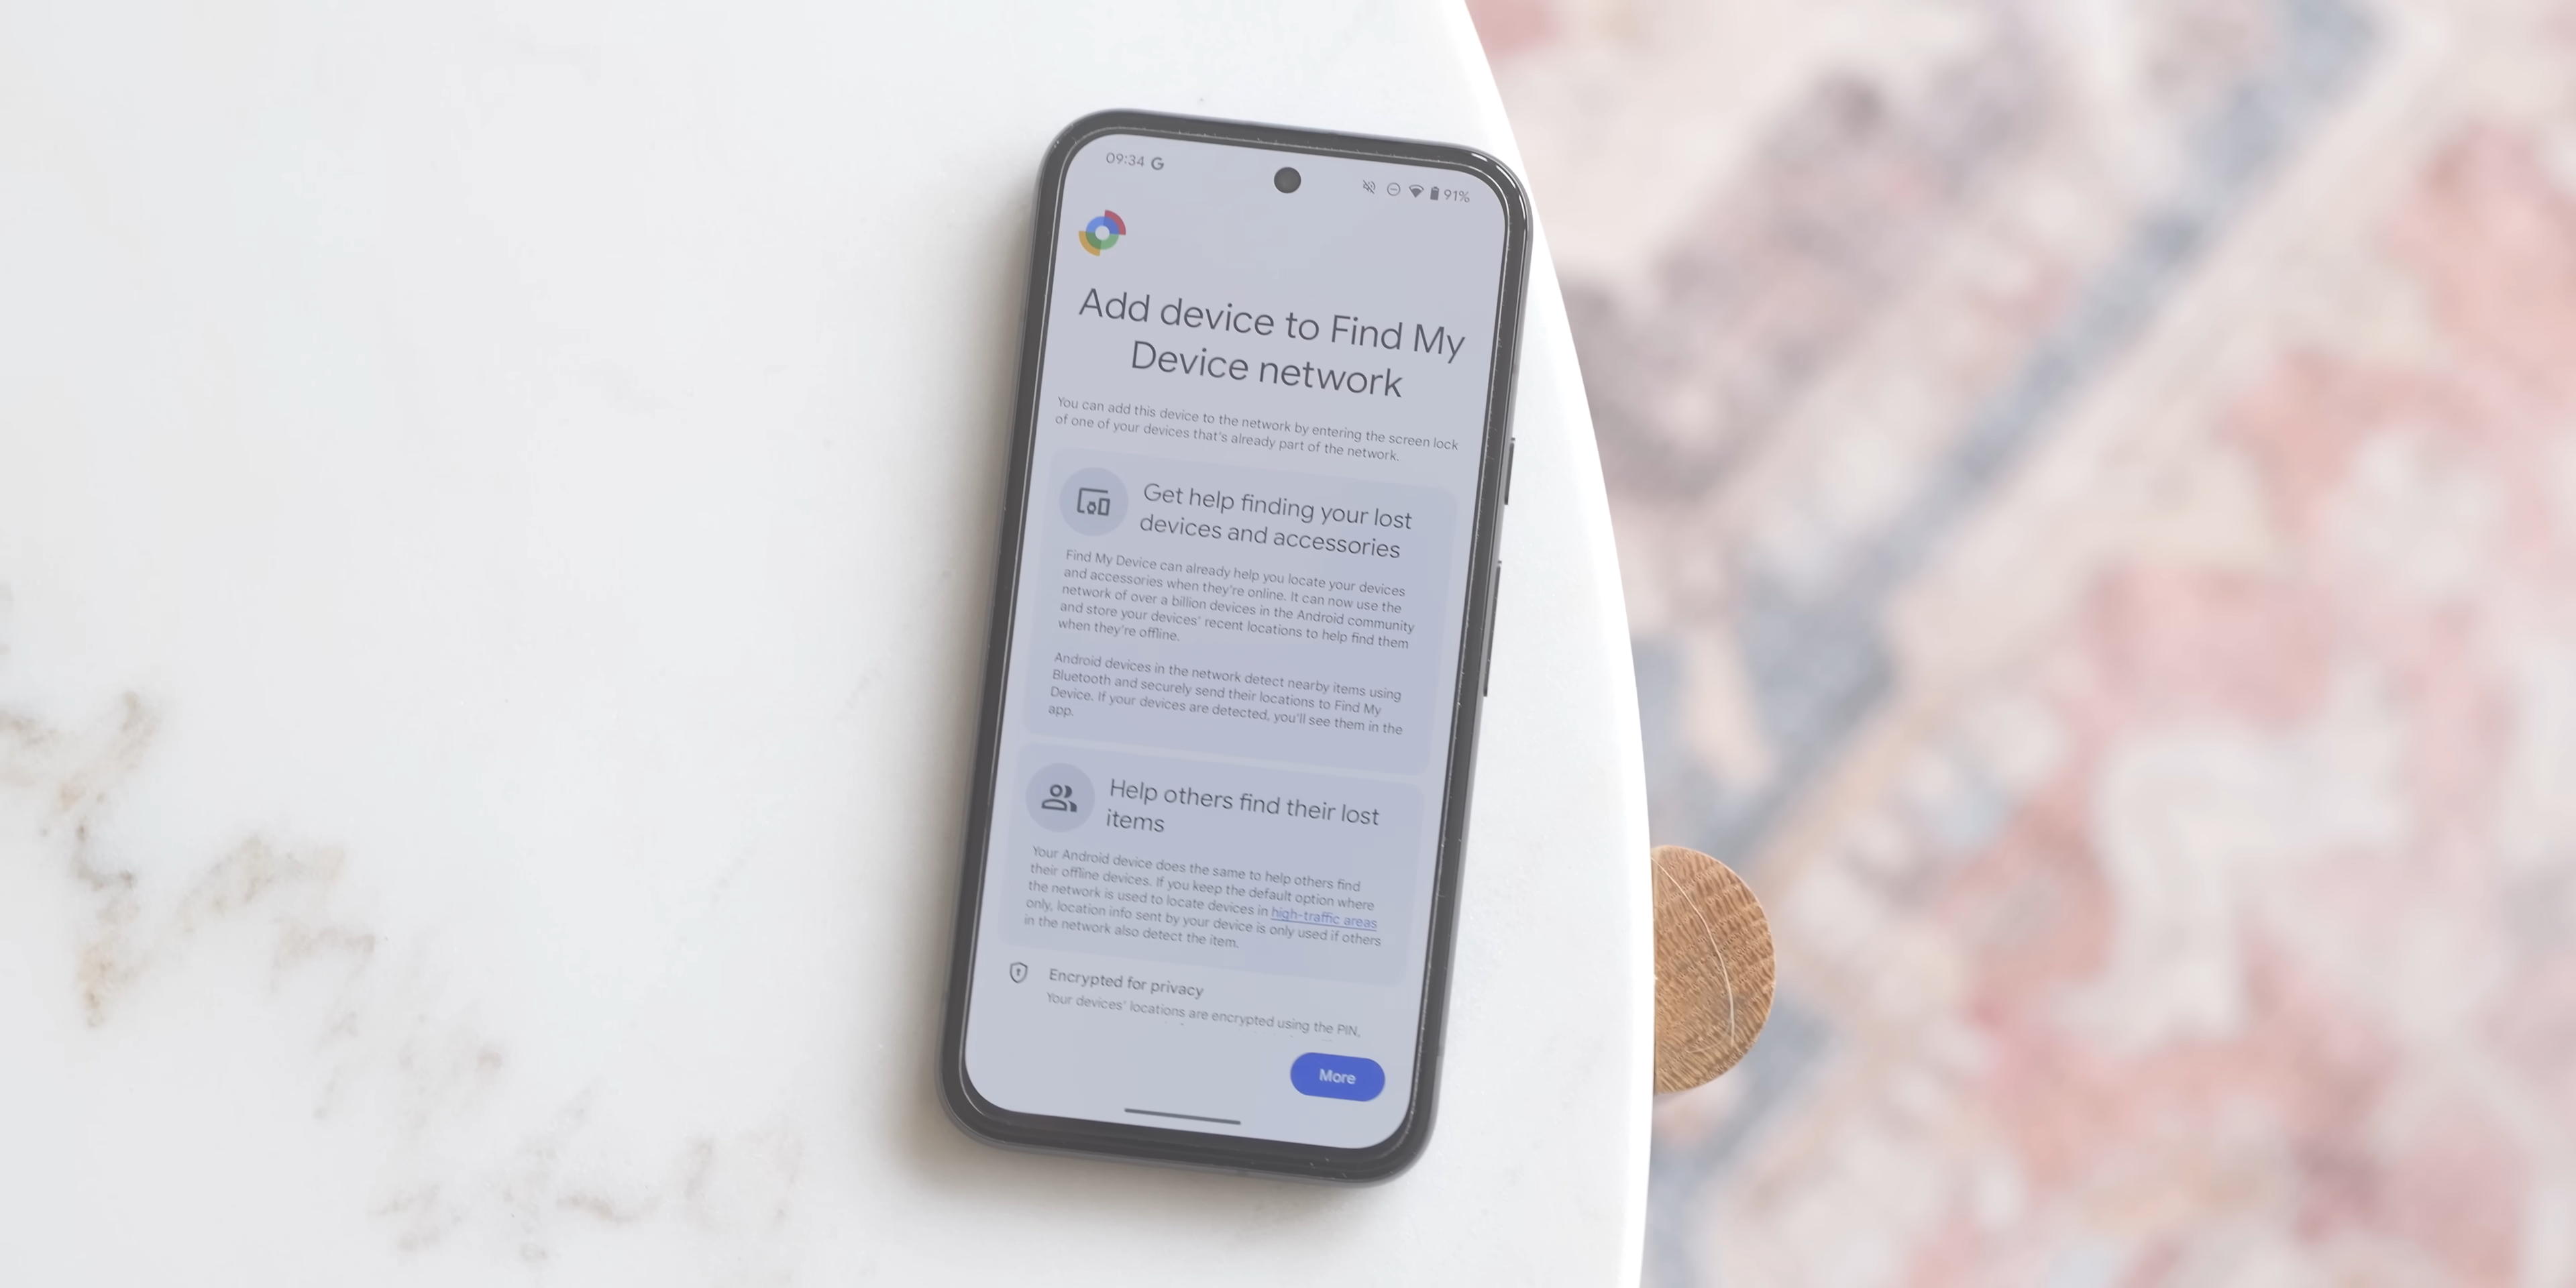 09:34 G
91%
Add device to Find My
Device network
You can add this device to the network by entering the screen lock
of one of your devices that's already part of the network.
Get help finding your lost
devices and accessories
Find My Device can already help you locate your devices
and accessories when they're online. It can now use the
network of over a billion devices in the Android community
and store your devices' recent locations to help find them
when they're offline.
Android devices in the network detect nearby items using
Bluetooth and securely send their locations to Find My
Device. If your devices are detected, you'll see them in the
app.
Help others find their lost
items
Your Android device does the same to help others find
their offline devices. If you keep the default option where
the network is used to locate devices in high-traffic areas
only, location info sent by your device is only used if others
in the network also detect the item.
Encrypted for privacy
Your devices' locations are encrypted using the PIN,
More